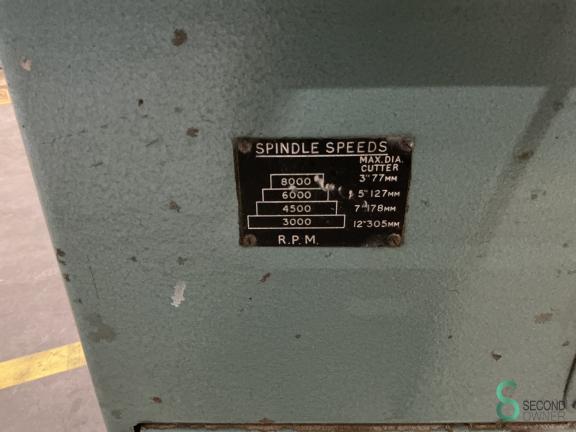 SPINDLE SPEEDS
MAX. DIA.
CUTTER
8000 3" 77MM
6000 5" 127MM
4500 7" 178MM
3000 12" 305MM
R.P.M.
SECOND
OWNER